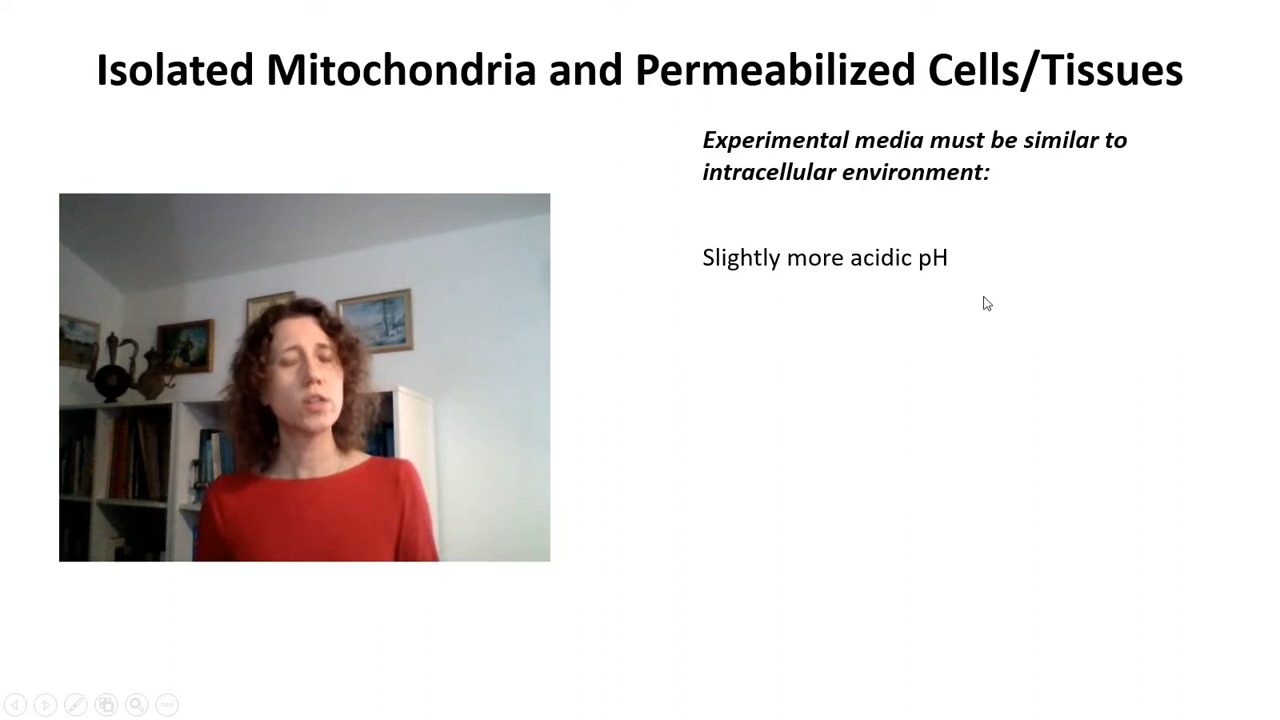 Isolated Mitochondria and Permeabilized Cells/Tissues
Experimental media must be similar to
intracellular environment:
Slightly more acidic pH